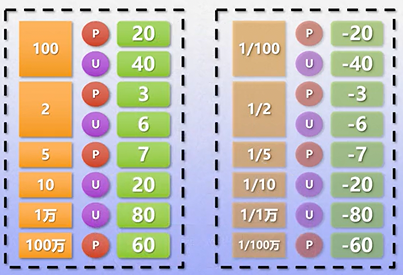 100 P 20
U 40
2 P 3
U 6
5 P 7
10 U 20
1万 U 80
100万 P 60
1/100 P -20
U -40
1/2 P -3
U -6
1/5 P -7
1/10 U -20
1/1万 U -80
1/100万 P -60